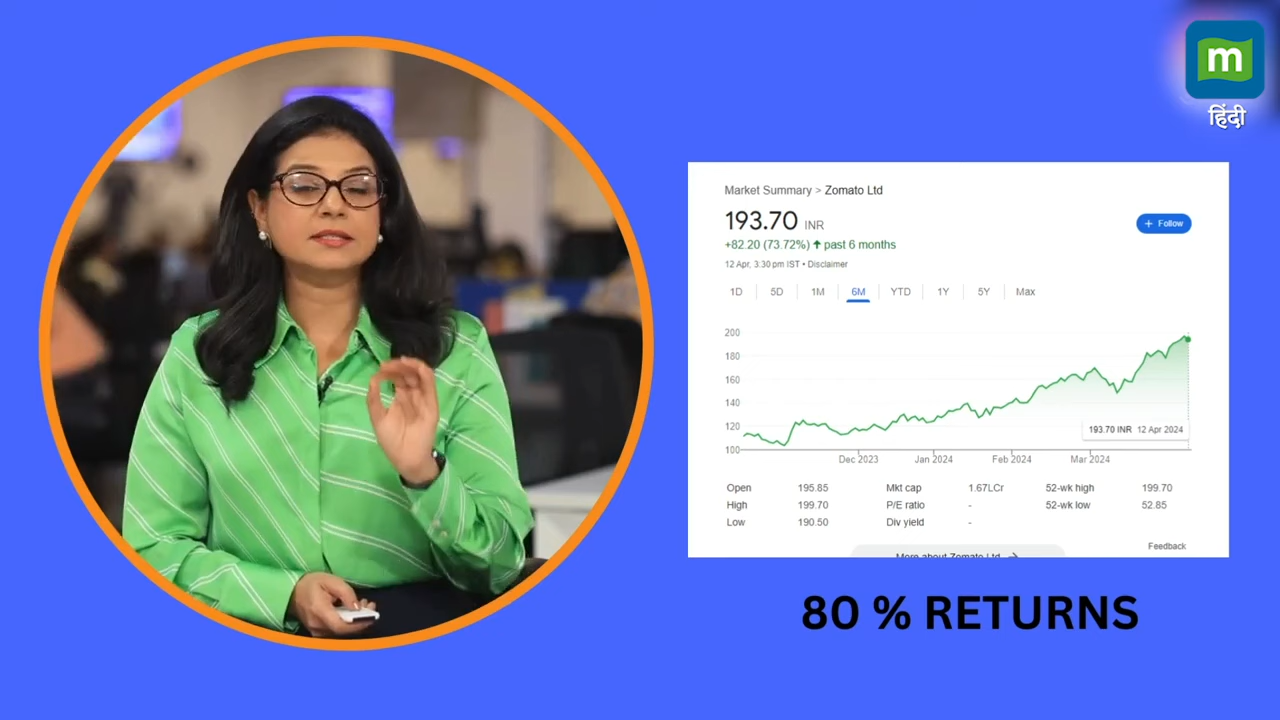 m
हिंदी
Market Summary > Zomato Ltd
193.70 INR
+ Follow
+82.20 (73.72%) ↑ past 6 months
12 Apr, 3:30 pm IST • Disclaimer
1D 5D 1M 6M YTD 1Y 5Y Max
200
180
160
140
120
100
193.70 INR 12 Apr 2024
Dec 2023 Jan 2024 Feb 2024 Mar 2024
Open 195.85 Mkt cap 1.67LCr 52-wk high 199.70
High 199.70 P/E ratio - 52-wk low 52.85
Low 190.50 Div yield -
Feedback
More about Zomato Ltd →
80 % RETURNS